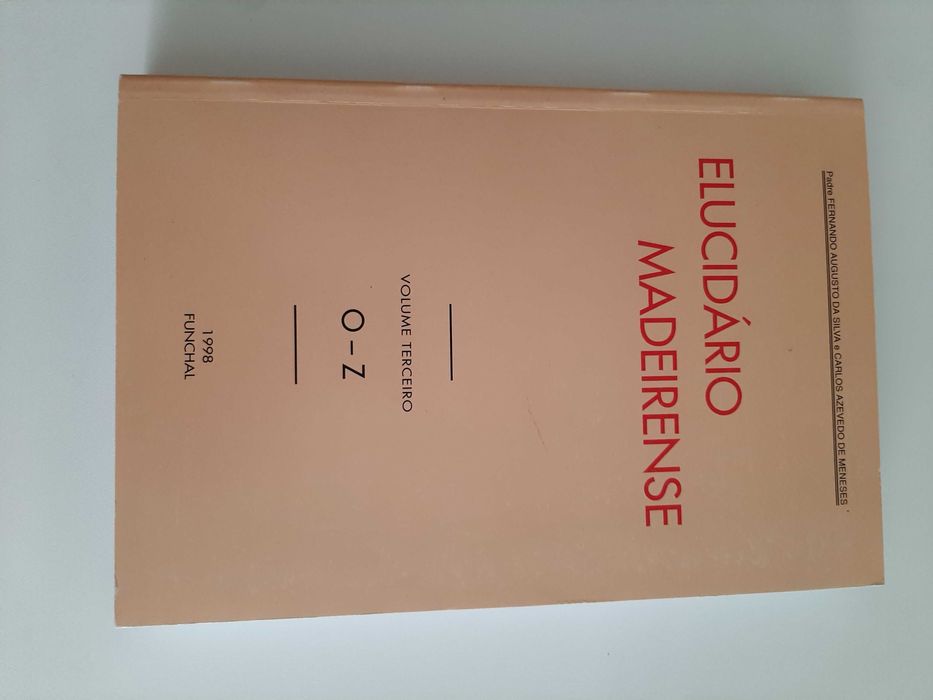 Padre FERNANDO AUGUSTO DA SILVA e CARLOS AZEVEDO DE MENESES
ELUCIDÁRIO
MADEIRENSE
VOLUME TERCEIRO
O – Z
1998
FUNCHAL